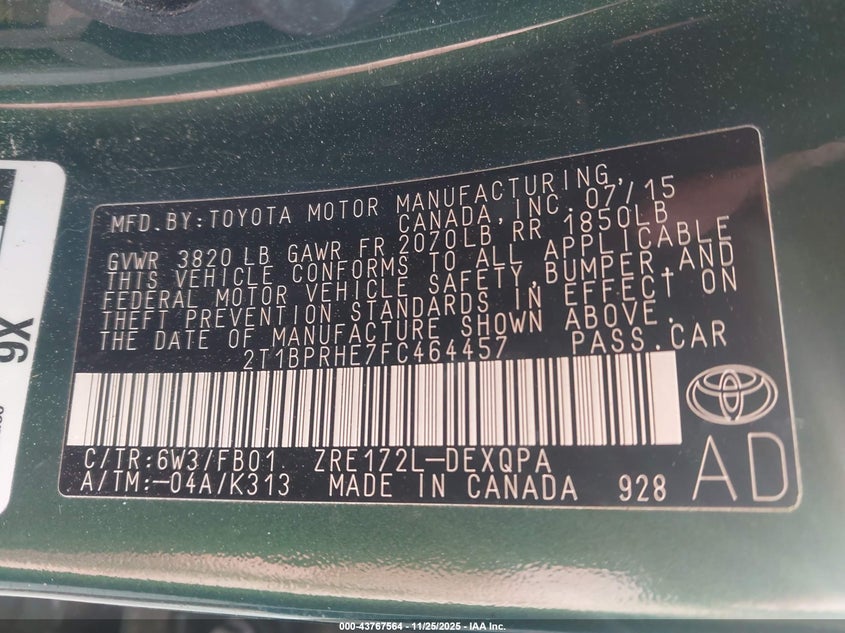 MFD.BY:TOYOTA MOTOR MANUFACTURING,
CANADA,INC.07/15
GVWR 3820 LB GAWR FR 2070LB RR 1850LB
THIS VEHICLE CONFORMS TO ALL APPLICABLE
FEDERAL MOTOR VEHICLE SAFETY,BUMPER,AND
THEFT PREVENTION STANDARDS IN EFFECT ON
THE DATE OF MANUFACTURE SHOWN ABOVE.
2T1BPRHE7FC464457 PASS.CAR
C/TR:6W3/FB01 ZRE172L-DEXQPA
A/TM:-04A/K313 MADE IN CANADA 928
AD
000-43767564 - 11/25/2025 - IAA Inc.